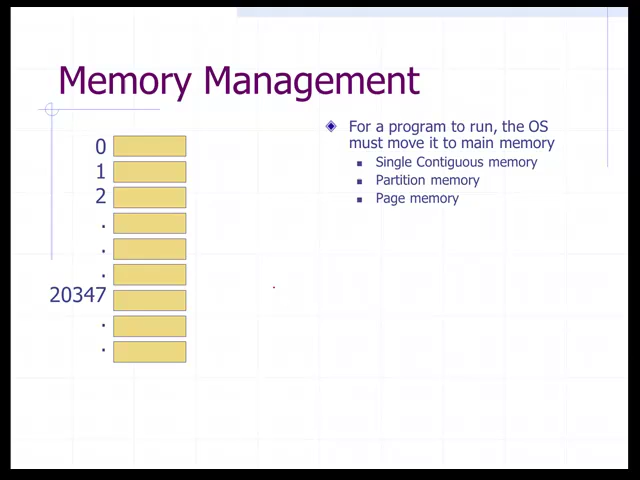 Memory Management
0
1
2
.
.
.
20347
.
.
For a program to run, the OS
must move it to main memory
Single Contiguous memory
Partition memory
Page memory